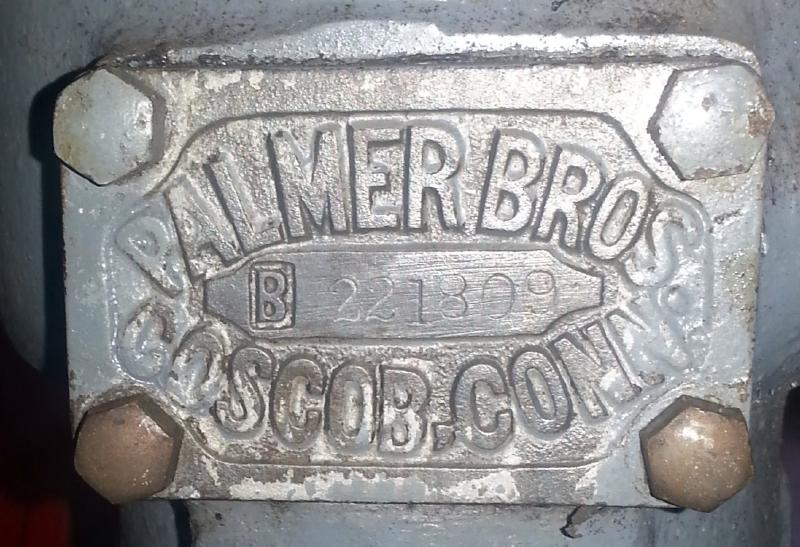 PALMER BROS.
B 221809
COSCOB. CONN.